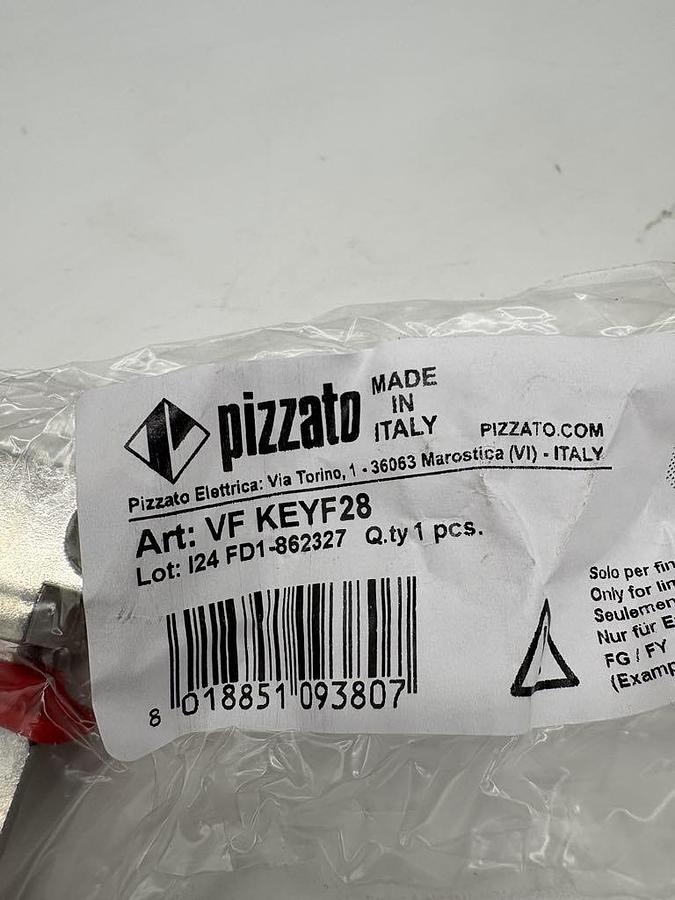 pizzato
MADE
IN
ITALY
PIZZATO.COM
Pizzato Elettrica: Via Torino, 1 - 36063 Marostica (VI) - ITALY
Art: VF KEYF28
Lot: I24 FD1-862327 Q.ty 1 pcs.
8 018851 093807
Solo per fin
Only for lim
Seulemen
Nur für E
FG / FY
(Examp